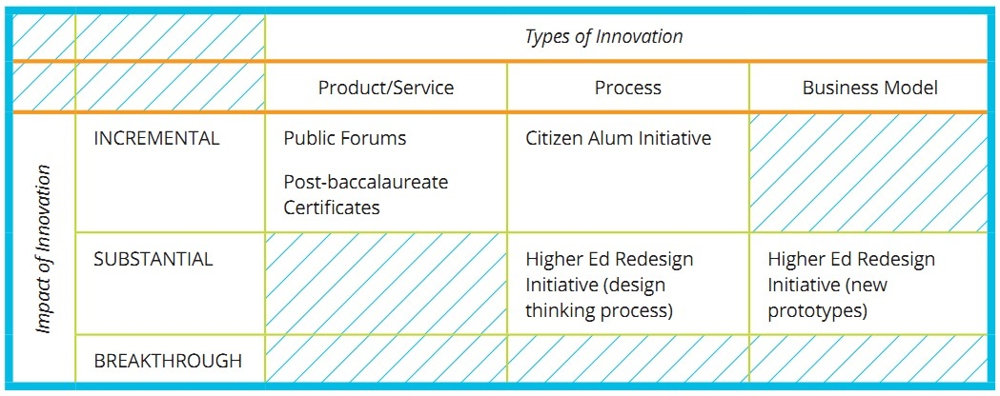 Types of Innovation
Product/Service
Process
Business Model
Impact of Innovation
INCREMENTAL
Public Forums
Post-baccalaureate
Certificates
Citizen Alum Initiative
SUBSTANTIAL
Higher Ed Redesign
Initiative (design
thinking process)
Higher Ed Redesign
Initiative (new
prototypes)
BREAKTHROUGH